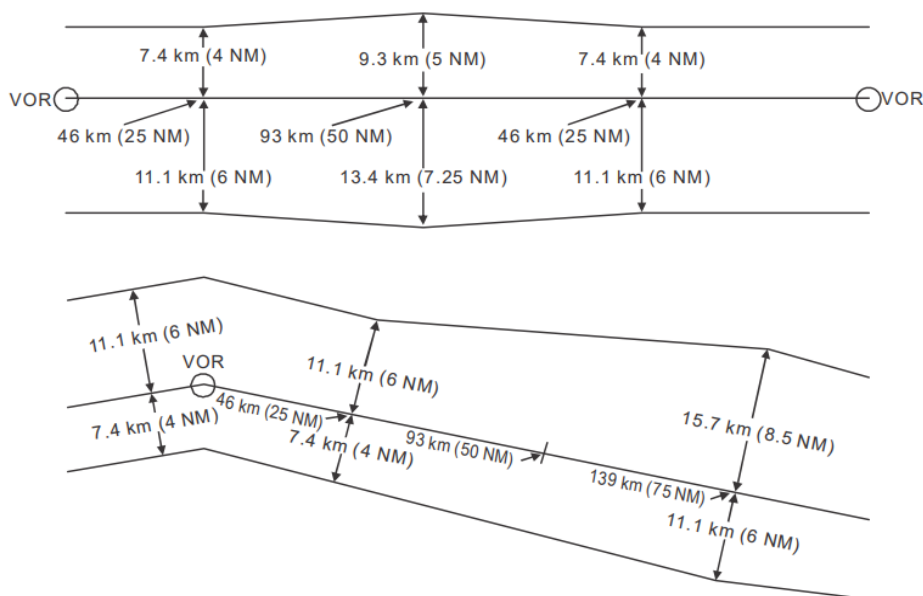 7.4 km (4 NM)
9.3 km (5 NM)
7.4 km (4 NM)
VOR
VOR
46 km (25 NM)
93 km (50 NM)
46 km (25 NM)
11.1 km (6 NM)
13.4 km (7.25 NM)
11.1 km (6 NM)
11.1 km (6 NM)
VOR
11.1 km (6 NM)
7.4 km (4 NM)
46 km (25 NM)
7.4 km (4 NM)
93 km (50 NM)
15.7 km (8.5 NM)
139 km (75 NM)
11.1 km (6 NM)